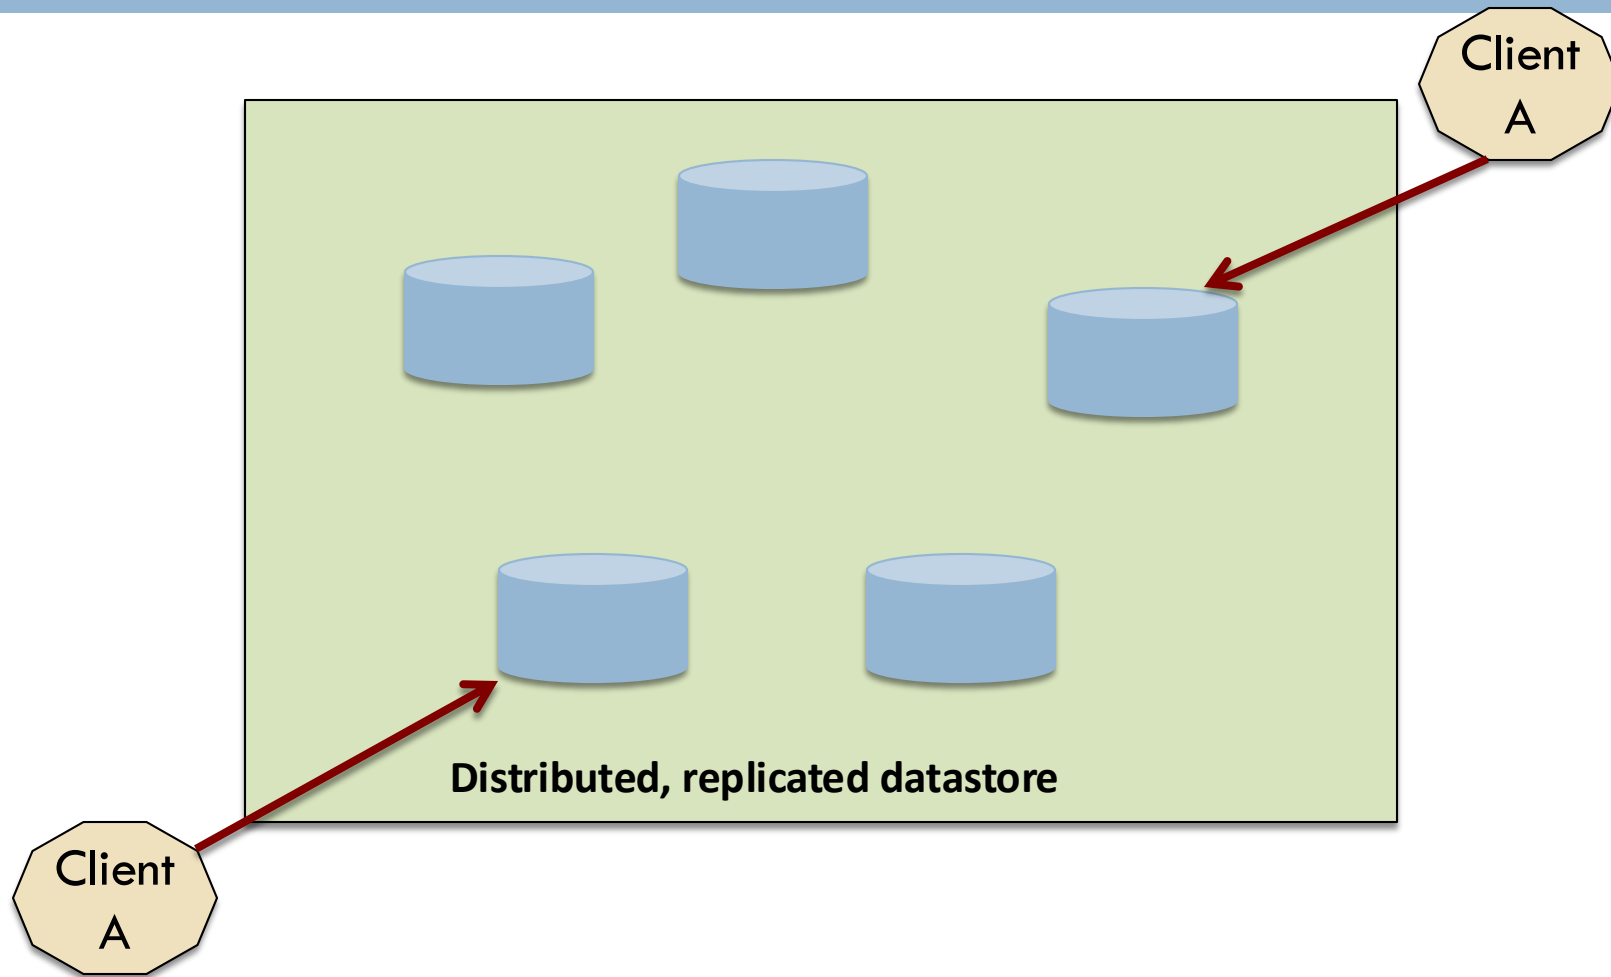 Client
A
Distributed, replicated datastore
Client
A